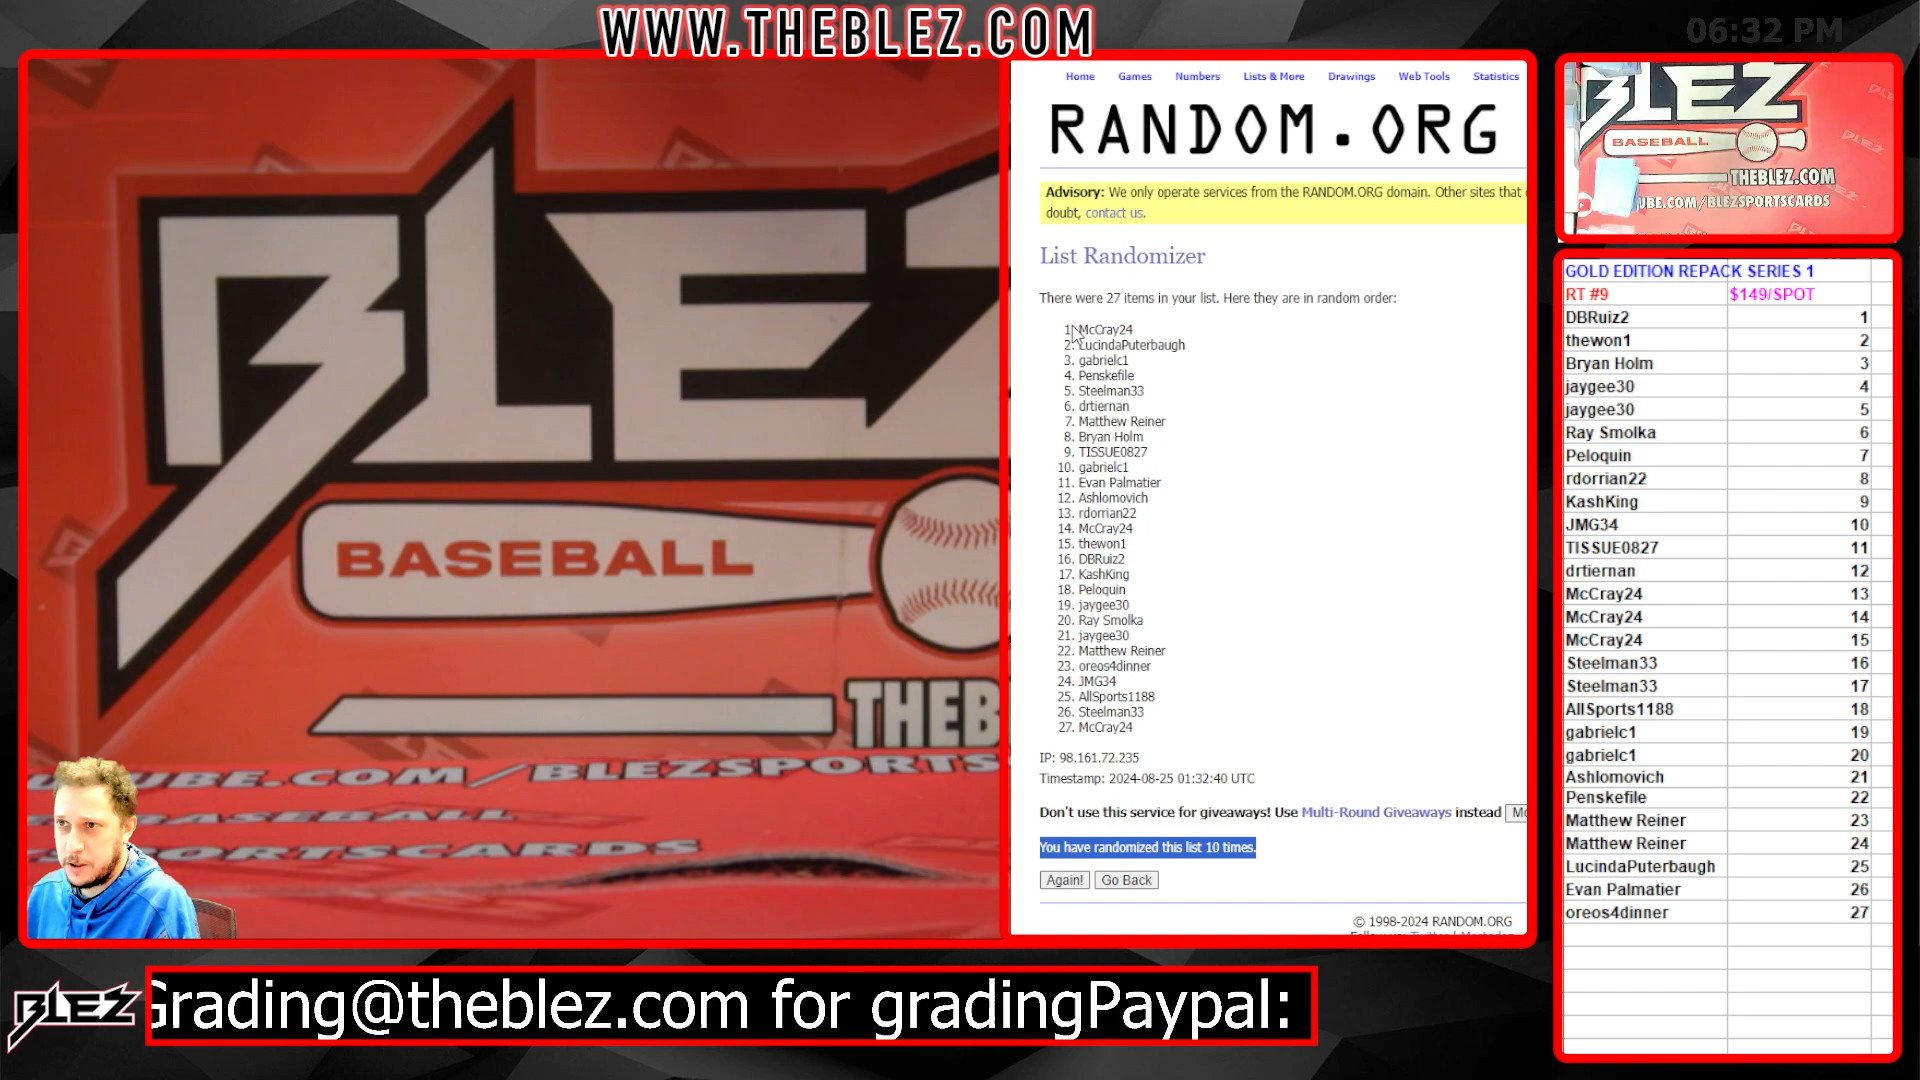 WWW.THEBLEZ.COM
06:32 PM
BLEZ
BASEBALL
THEB
UBE.COM/BLEZSPORTS
BASEBALL
SPORTSCARDS
Home Games Numbers Lists & More Drawings Web Tools Statistics
RANDOM.ORG
Advisory: We only operate services from the RANDOM.ORG domain. Other sites that
doubt, contact us.
List Randomizer
There were 27 items in your list. Here they are in random order:
1. McCray24
2. LucindaPuterbaugh
3. gabrielc1
4. Penskefile
5. Steelman33
6. drtiernan
7. Matthew Reiner
8. Bryan Holm
9. TISSUE0827
10. gabrielc1
11. Evan Palmatier
12. Ashlomovich
13. rdorrian22
14. McCray24
15. thewon1
16. DBRuiz2
17. KashKing
18. Peloquin
19. jaygee30
20. Ray Smolka
21. jaygee30
22. Matthew Reiner
23. oreos4dinner
24. JMG34
25. AllSports1188
26. Steelman33
27. McCray24
IP: 98.161.72.235
Timestamp: 2024-08-25 01:32:40 UTC
Don't use this service for giveaways! Use Multi-Round Giveaways instead Mo
You have randomized this list 10 times.
Again! Go Back
© 1998-2024 RANDOM.ORG
BLEZ
BASEBALL
THEBLEZ.COM
UBE.COM/BLEZSPORTSCARDS
GOLD EDITION REPACK SERIES 1
RT #9 $149/SPOT
DBRuiz2 1
thewon1 2
Bryan Holm 3
jaygee30 4
jaygee30 5
Ray Smolka 6
Peloquin 7
rdorrian22 8
KashKing 9
JMG34 10
TISSUE0827 11
drtiernan 12
McCray24 13
McCray24 14
McCray24 15
Steelman33 16
Steelman33 17
AllSports1188 18
gabrielc1 19
gabrielc1 20
Ashlomovich 21
Penskefile 22
Matthew Reiner 23
Matthew Reiner 24
LucindaPuterbaugh 25
Evan Palmatier 26
oreos4dinner 27
BLEZ
Grading@theblez.com for gradingPaypal: